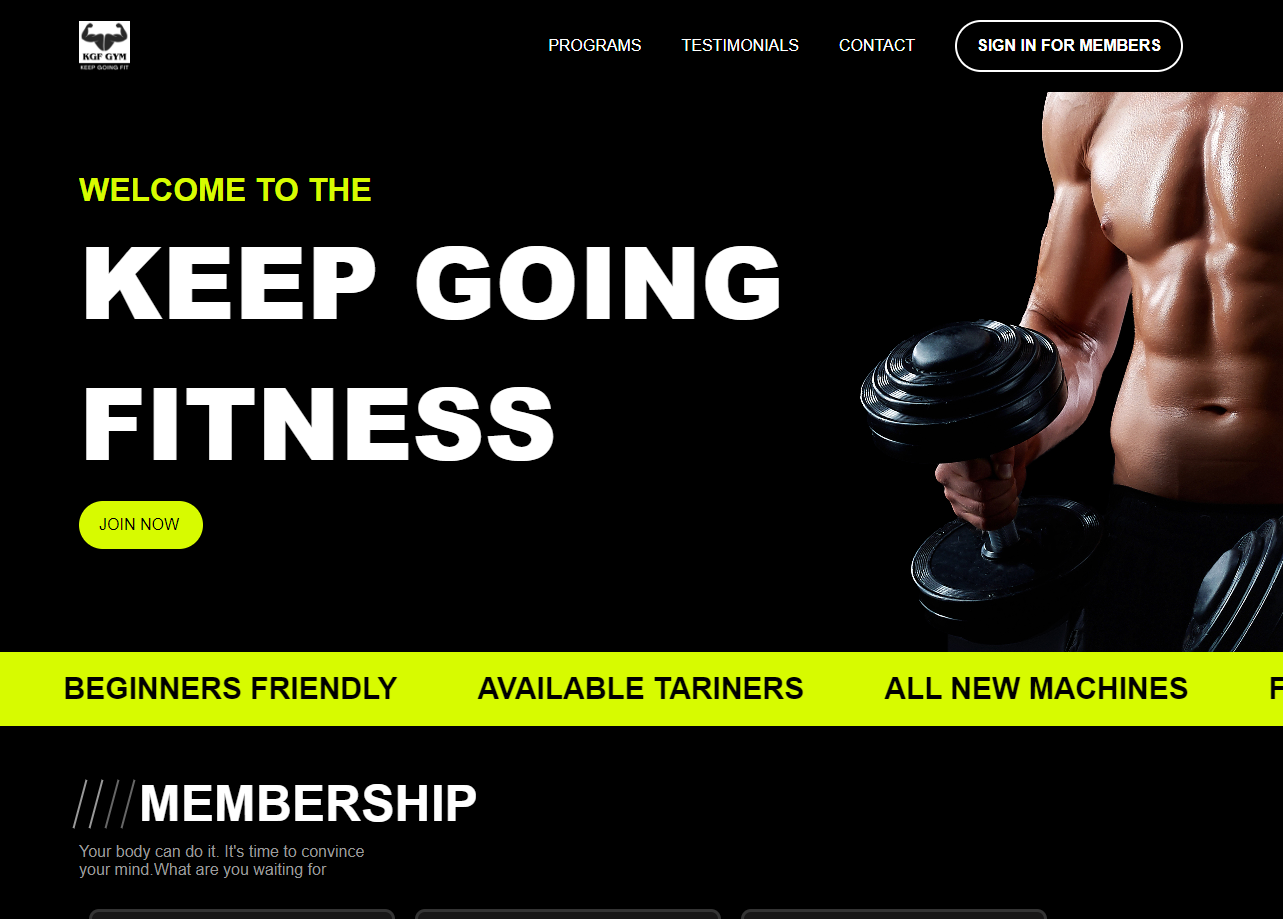 KGF GYM
KEEP GOING FIT
PROGRAMS
TESTIMONIALS
CONTACT
SIGN IN FOR MEMBERS
WELCOME TO THE
KEEP GOING
FITNESS
JOIN NOW
BEGINNERS FRIENDLY
AVAILABLE TARINERS
ALL NEW MACHINES
////MEMBERSHIP
Your body can do it. It's time to convince
your mind.What are you waiting for